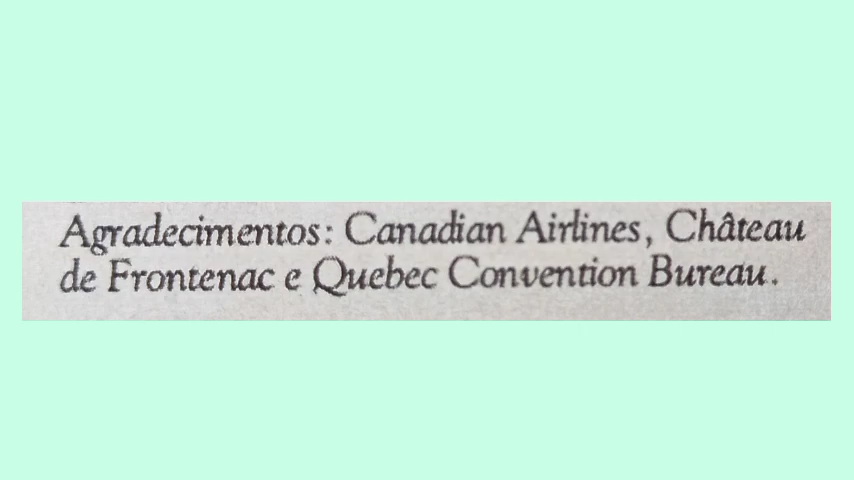 Agradecimentos: Canadian Airlines, Château
de Frontenac e Quebec Convention Bureau.